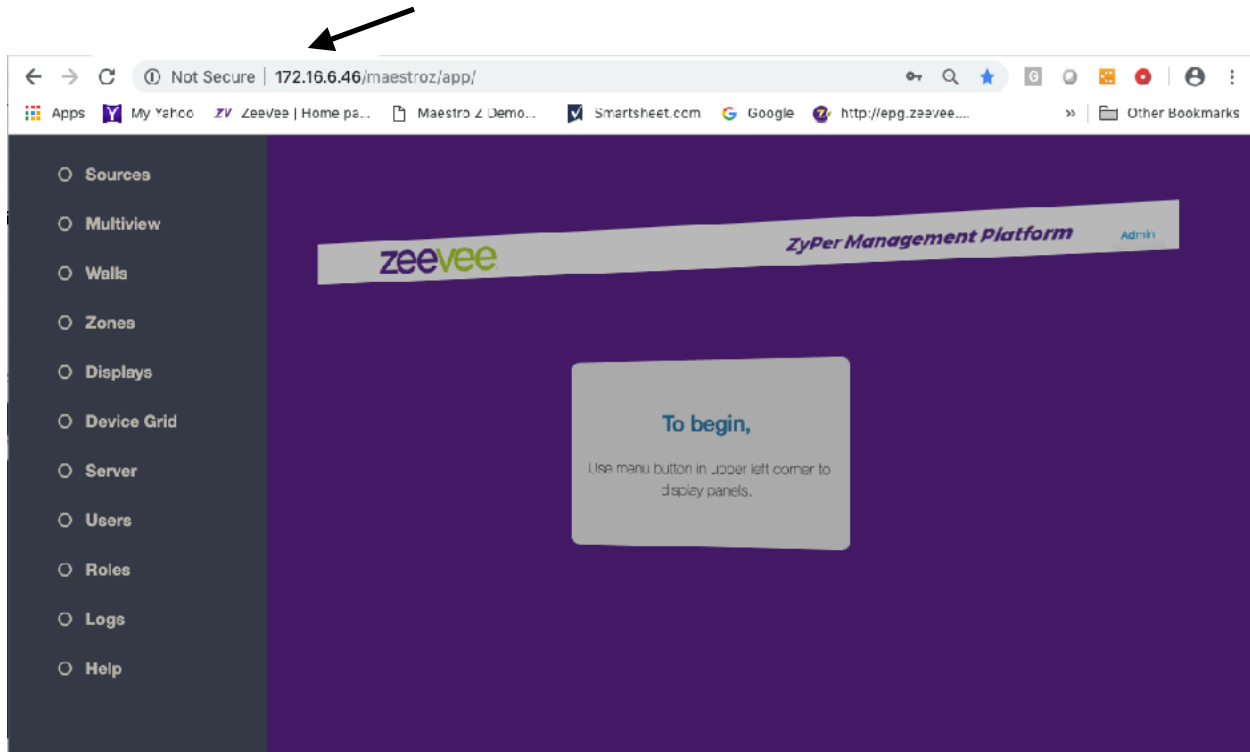 Not Secure | 172.16.6.46/maestroz/app/
Apps My Yahoo ZV ZeeVee | Home pa... Maestro Z Demo... Smartsheet.com G Google http://epg.zeevee.... » Other Bookmarks
Sources
Multiview
Walls
Zones
Displays
Device Grid
Server
Users
Roles
Logs
Help
zeevee ZyPer Management Platform Admin
To begin,
Use menu button in upper left corner to
display panels.